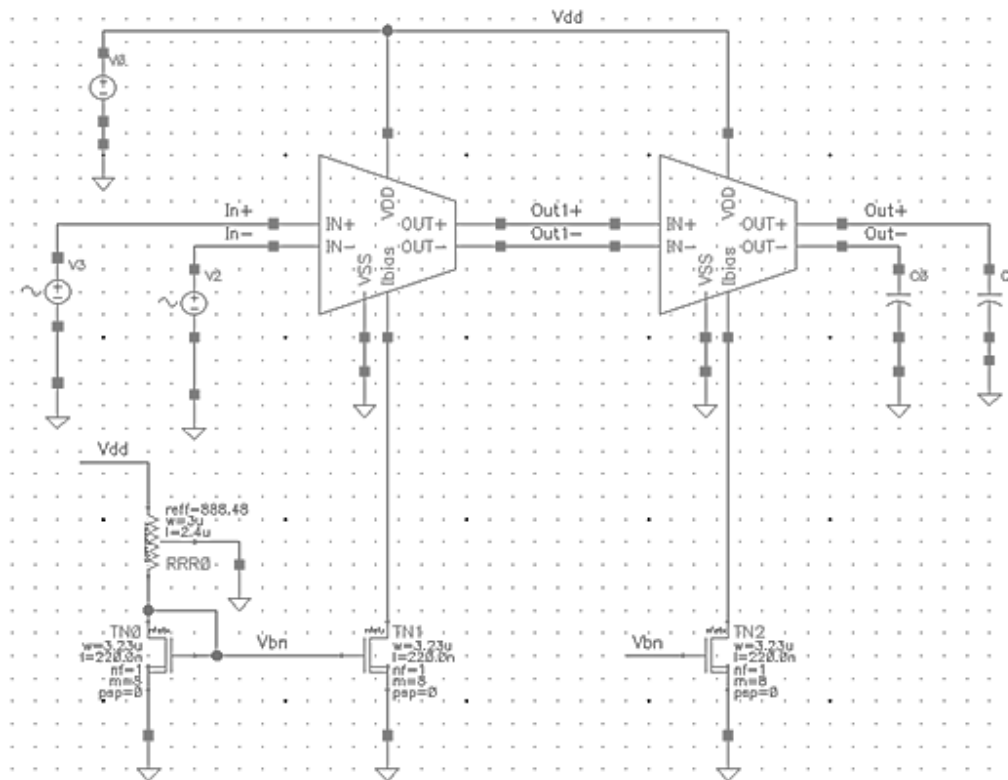 Vdd
V0
VDD
VDD
In+
IN+
OUT+
Out1+
IN+
OUT+
Out+
In-
IN-
OUT-
Out1-
IN-
OUT-
Out-
V3
V2
VSS
Ibias
VSS
Ibias
C0
Vdd
reff=888.48
w=3u
l=2.4u
RRR0
TN0
w=3.23u
l=220.0n
nf=1
m=8
psp=0
Vbn
TN1
w=3.23u
l=220.0n
nf=1
m=8
psp=0
Vbn
TN2
w=3.23u
l=220.0n
nf=1
m=8
psp=0